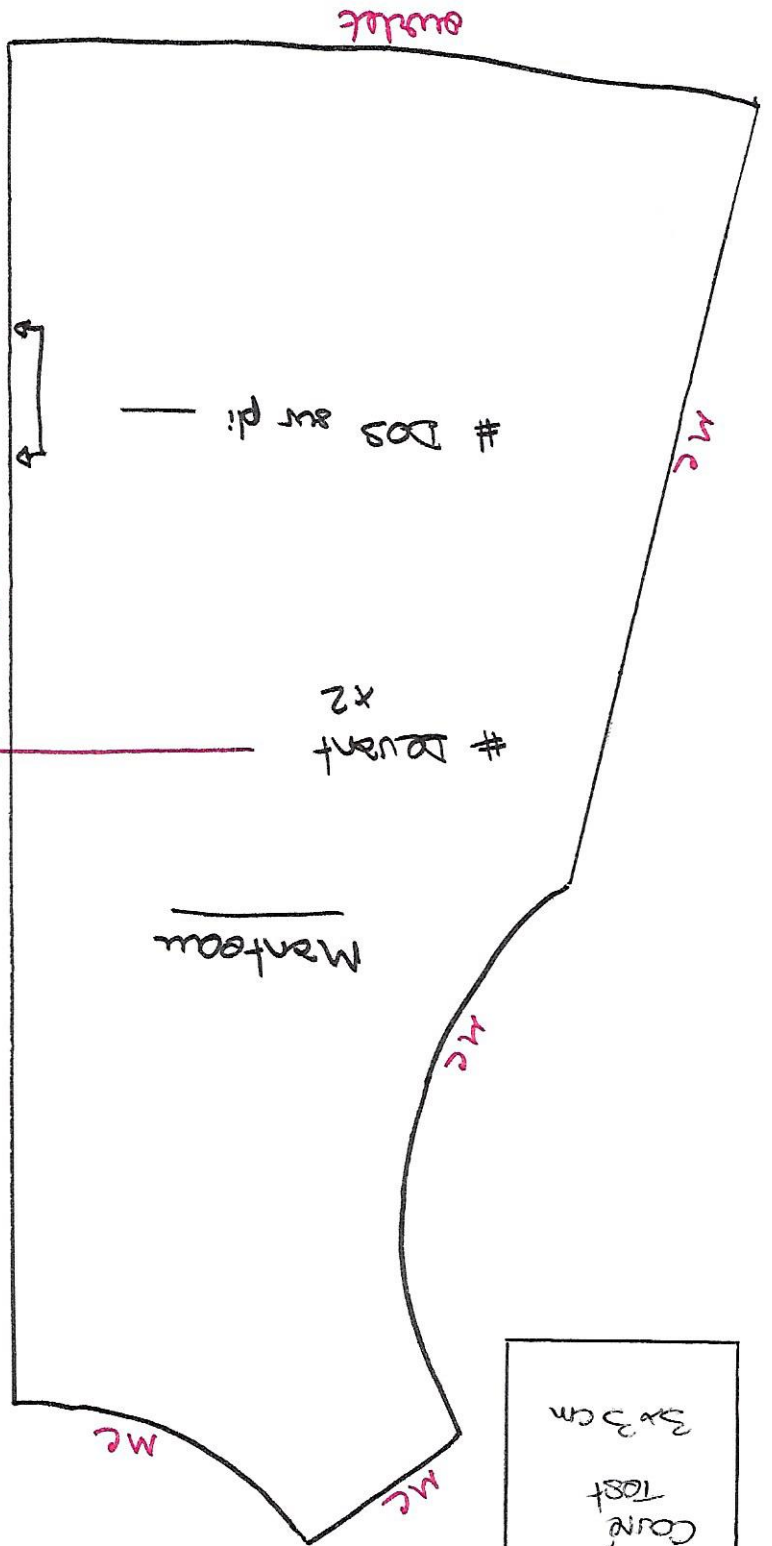 Carré
Test
3x3 cm
MC
MC
MC
Manteau
# Devant
x2
# DOS sur pli
MC
ourlet